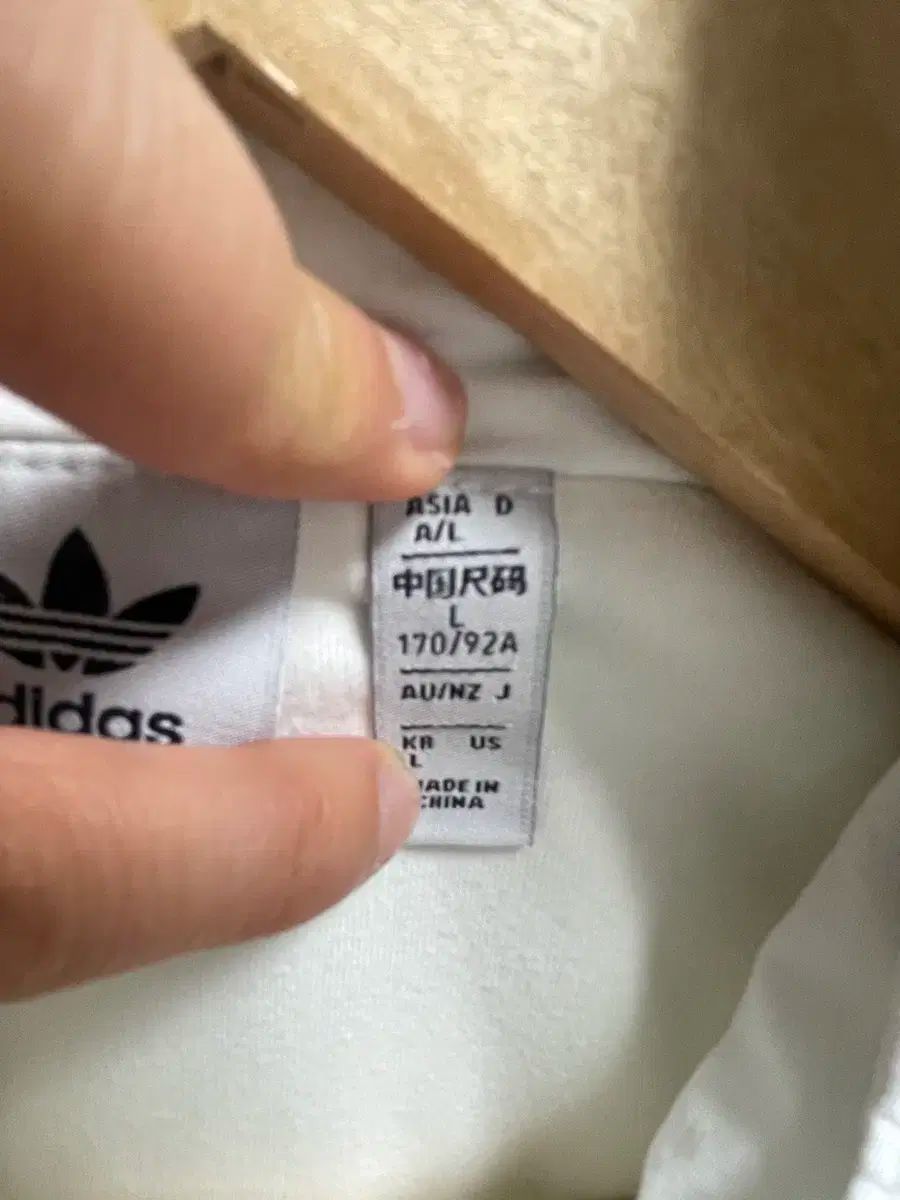 adidas
ASIA D
A/L
中国尺码
L
170/92A
AU/NZ J
KR US
L
MADE IN
CHINA